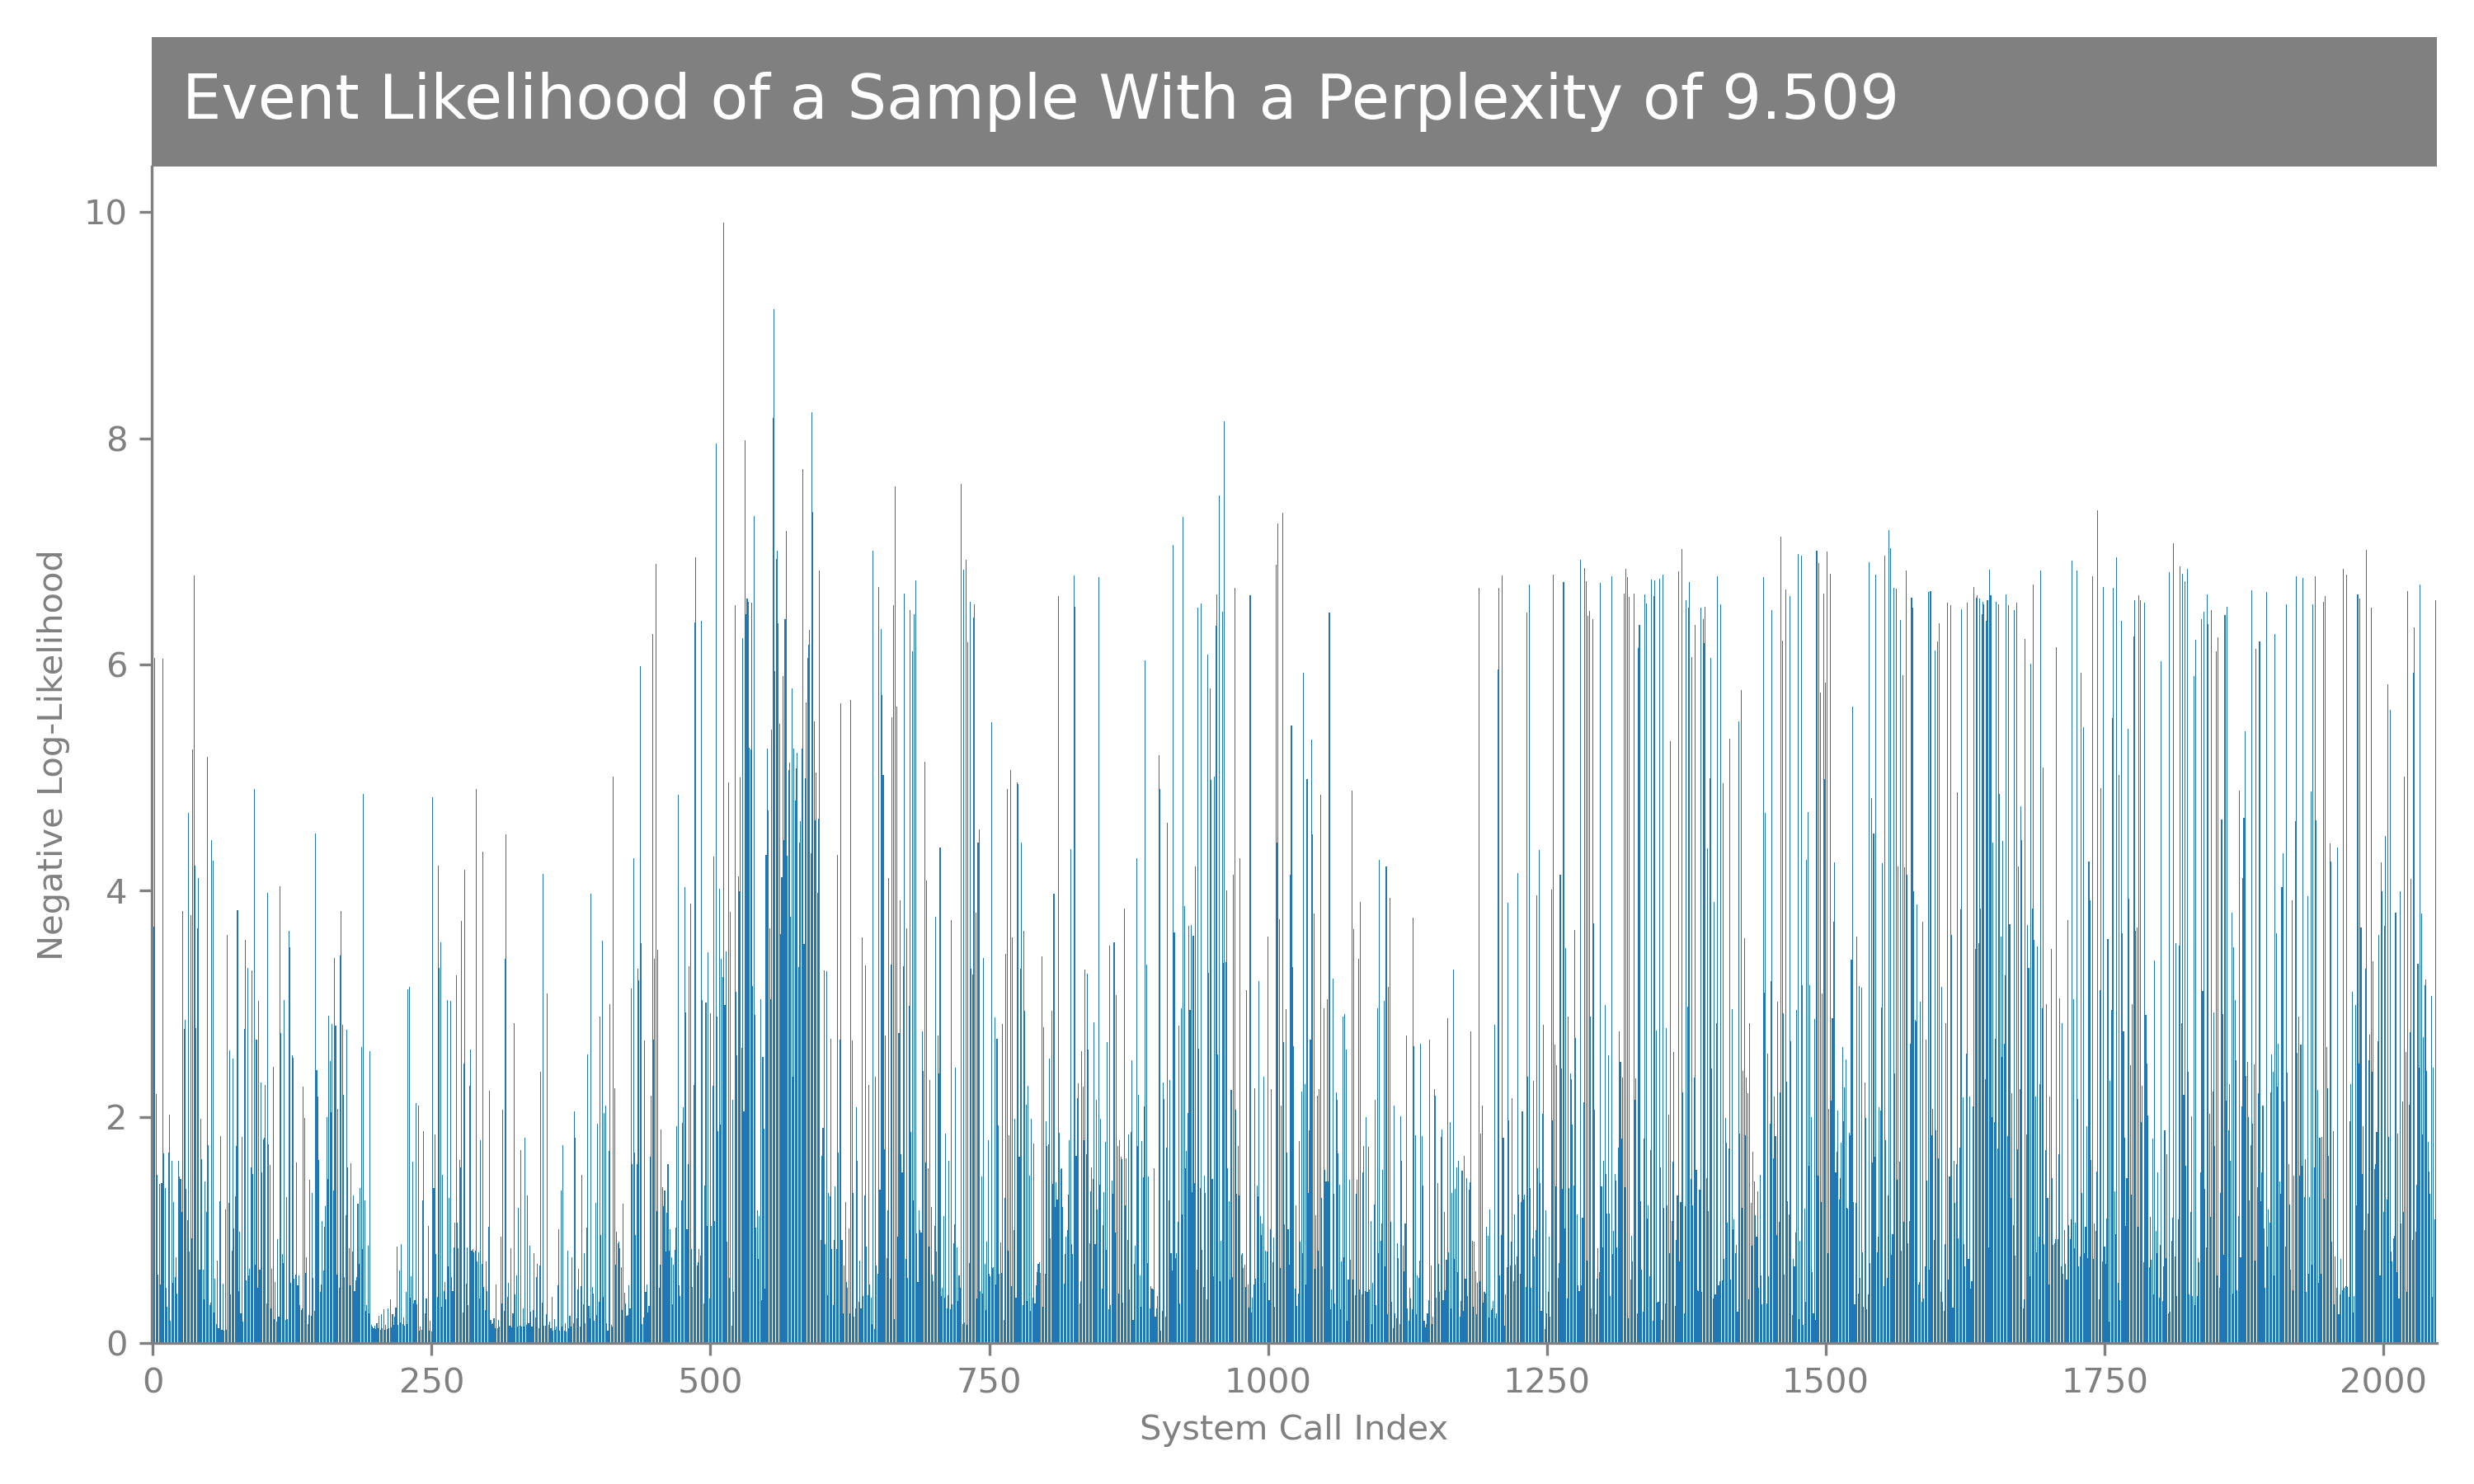 Event Likelihood of a Sample With a Perplexity of 9.509
10
8
6
4
2
0
Negative Log-Likelihood
0 250 500 750 1000 1250 1500 1750 2000
System Call Index